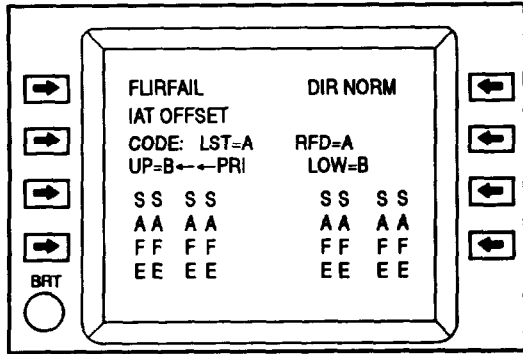 FLIRFAIL DIR NORM
IAT OFFSET
CODE: LST=A RFD=A
UP=B←←PRI LOW=B
S S S S S S S S
A A A A A A A A
F F F F F F F F
E E E E E E E E
BRT